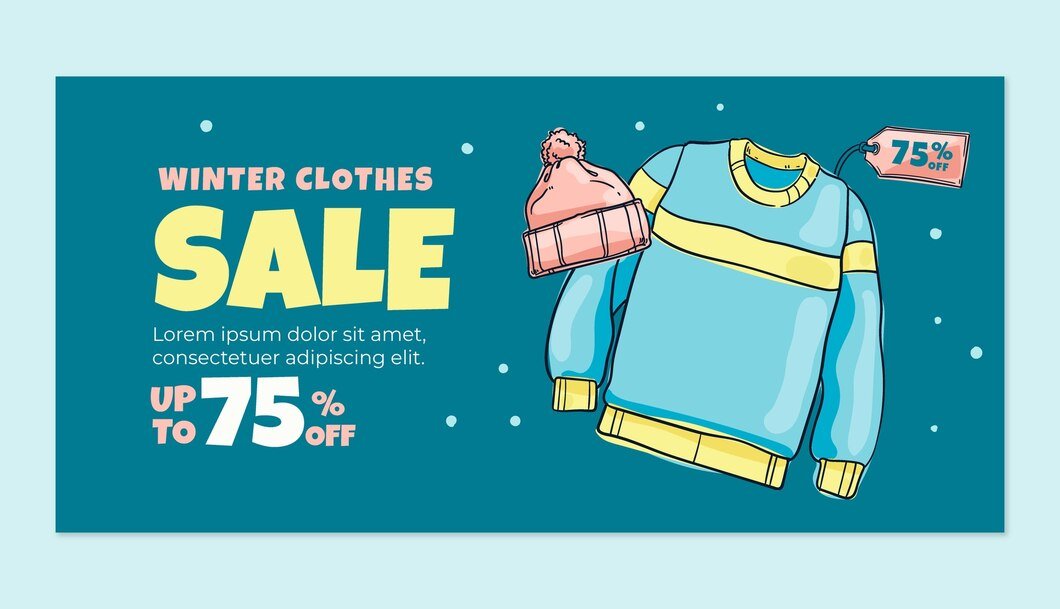 WINTER CLOTHES
SALE
Lorem ipsum dolor sit amet,
consectetuer adipiscing elit.
UP TO 75% OFF
75% OFF